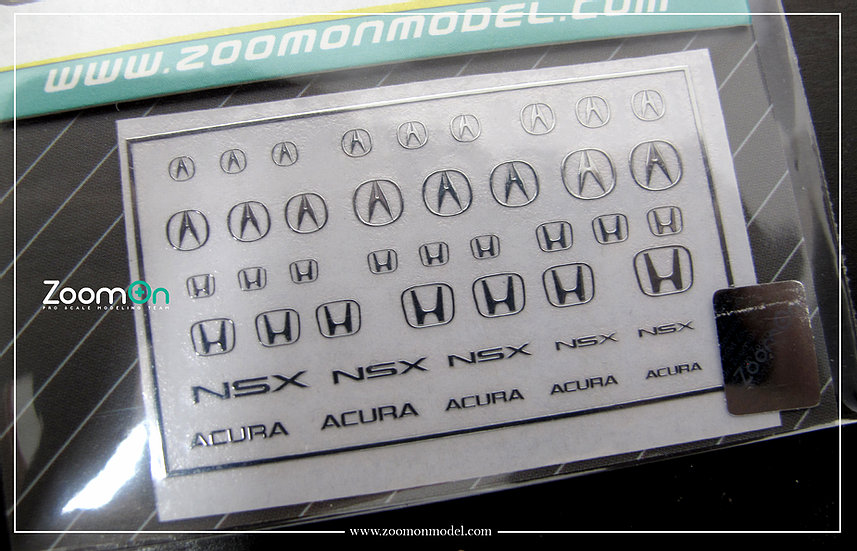 www.zoomonmodel.com
ZoomOn
PRO SCALE MODELING TEAM
NSX NSX NSX NSX NSX
ACURA ACURA ACURA ACURA ACURA
ZoomOn
www.zoomonmodel.com